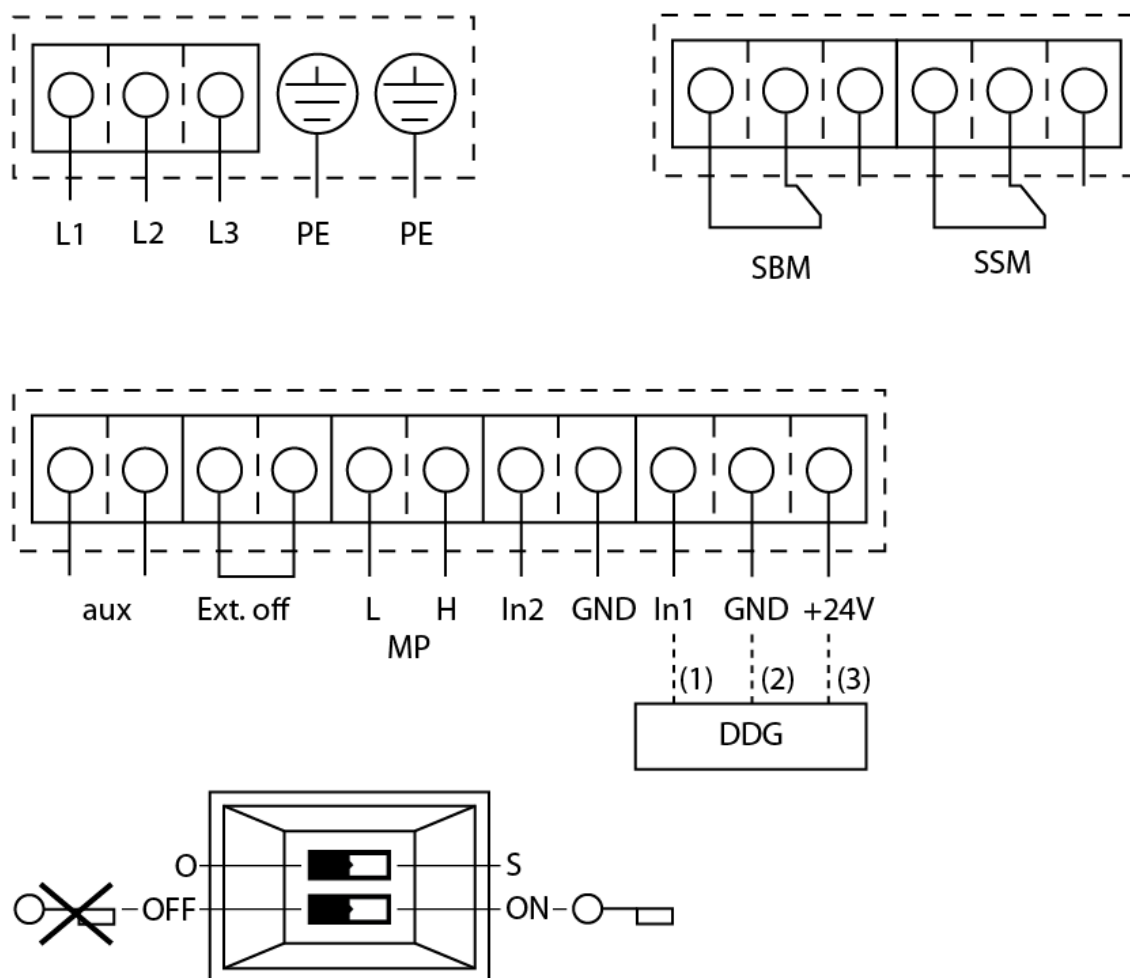 L1 L2 L3 PE PE
SBM SSM
aux Ext. off L H In2 GND In1 GND +24V
MP
(1) (2) (3)
DDG
O S
OFF ON